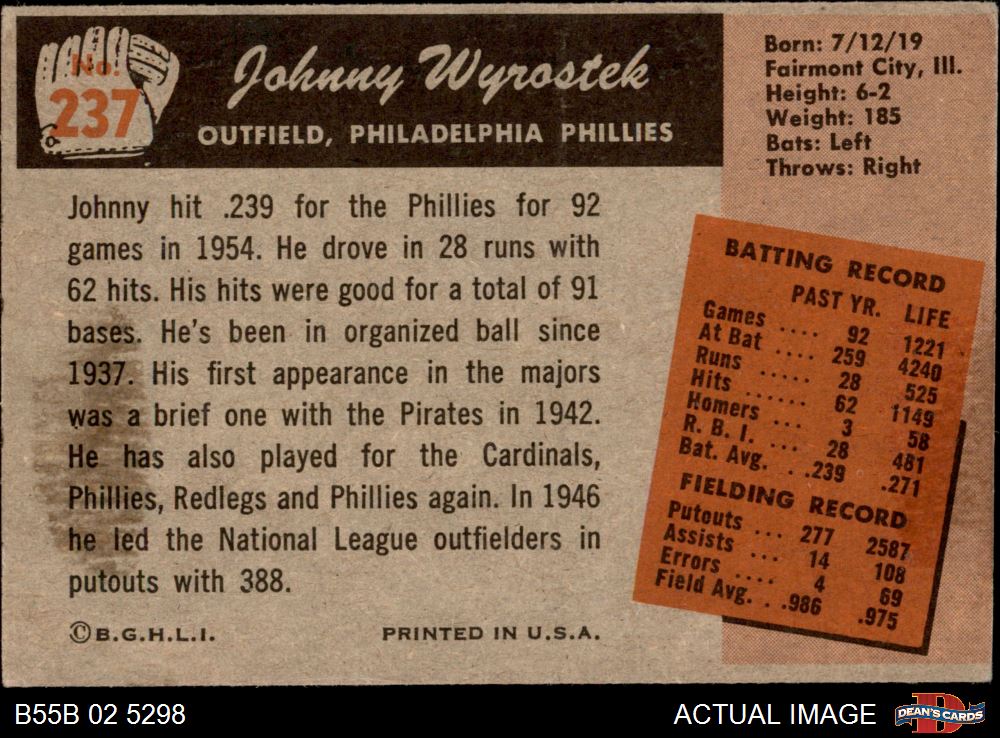 No.
237
Johnny Wyrostek
OUTFIELD, PHILADELPHIA PHILLIES
Born: 7/12/19
Fairmont City, Ill.
Height: 6-2
Weight: 185
Bats: Left
Throws: Right
Johnny hit .239 for the Phillies for 92
games in 1954. He drove in 28 runs with
62 hits. His hits were good for a total of 91
bases. He's been in organized ball since
1937. His first appearance in the majors
was a brief one with the Pirates in 1942.
He has also played for the Cardinals,
Phillies, Redlegs and Phillies again. In 1946
he led the National League outfielders in
putouts with 388.
©B.G.H.L.I. PRINTED IN U.S.A.
BATTING RECORD
PAST YR. LIFE
Games .... 92 1221
At Bat .... 259 4240
Runs ..... 28 525
Hits ...... 62 1149
Homers ... 3 58
R. B. I. ... 28 481
Bat. Avg. . .239 .271
FIELDING RECORD
Putouts ... 277 2587
Assists ... 14 108
Errors .... 4 69
Field Avg. . .986 .975
B55B 02 5298
ACTUAL IMAGE
D
DEAN'S CARDS